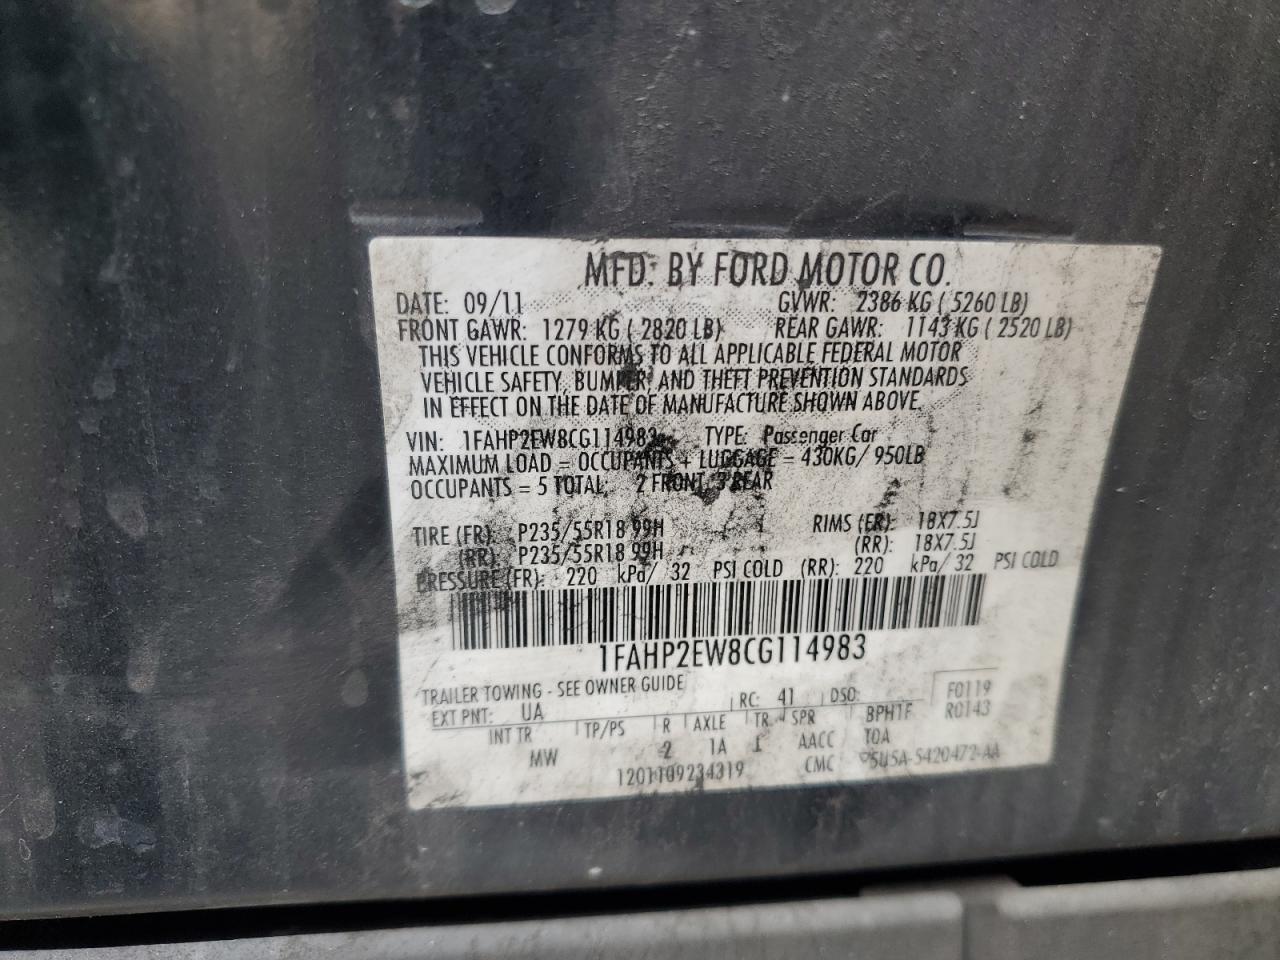 MFD. BY FORD MOTOR CO.
DATE: 09/11 GVWR: 2386 KG ( 5260 LB)
FRONT GAWR: 1279 KG ( 2820 LB) REAR GAWR: 1143 KG ( 2520 LB)
THIS VEHICLE CONFORMS TO ALL APPLICABLE FEDERAL MOTOR
VEHICLE SAFETY, BUMPER, AND THEFT PREVENTION STANDARDS
IN EFFECT ON THE DATE OF MANUFACTURE SHOWN ABOVE.
VIN: 1FAHP2EW8CG114983 TYPE: Passenger Car
MAXIMUM LOAD = OCCUPANTS + LUGGAGE = 430KG/ 950LB
OCCUPANTS = 5 TOTAL, 2 FRONT, 3 REAR
TIRE (FR): P235/55R18 99H RIMS (FR): 18X7.5J
(RR): P235/55R18 99H (RR): 18X7.5J
PRESSURE (FR): 220 kPa/ 32 PSI COLD (RR): 220 kPa/ 32 PSI COLD
1FAHP2EW8CG114983
TRAILER TOWING - SEE OWNER GUIDE F0119
EXT PNT: UA RC: 41 DSO: R0143
INT TR TP/PS R AXLE TR SPR BPH1F
MW 2 1A AACC TOA
1201109234319 CMC 5U5A-5420472-AA